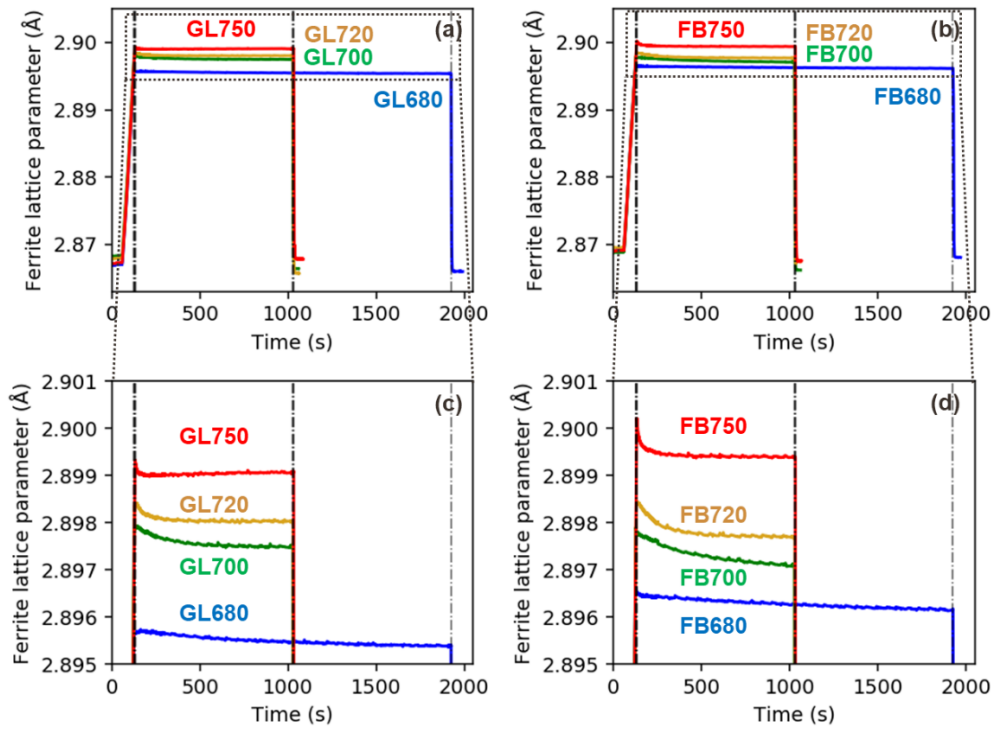 GL750
GL720
(a)
GL700
GL680
2.90
2.89
2.88
2.87
Ferrite lattice parameter (Å)
0
500
1000
1500
2000
Time (s)
FB750
FB720
(b)
FB700
FB680
2.90
2.89
2.88
2.87
Ferrite lattice parameter (Å)
0
500
1000
1500
2000
Time (s)
2.901
2.900
2.899
2.898
2.897
2.896
2.895
Ferrite lattice parameter (Å)
(c)
GL750
GL720
GL700
GL680
0
500
1000
1500
2000
Time (s)
2.901
2.900
2.899
2.898
2.897
2.896
2.895
Ferrite lattice parameter (Å)
(d)
FB750
FB720
FB700
FB680
0
500
1000
1500
2000
Time (s)